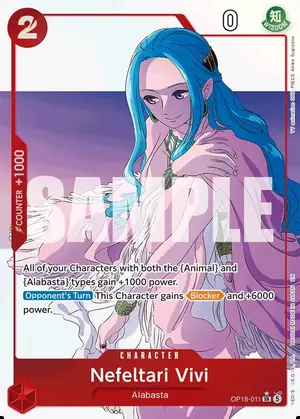 2
0
知
WISDOM
COUNTER +1000
SAMPLE
All of your Characters with both the {Animal} and
{Alabasta} types gain +1000 power.
Opponent's Turn This Character gains Blocker and +6000
power.
CHARACTER
Nefeltari Vivi
Alabasta
OP18-011